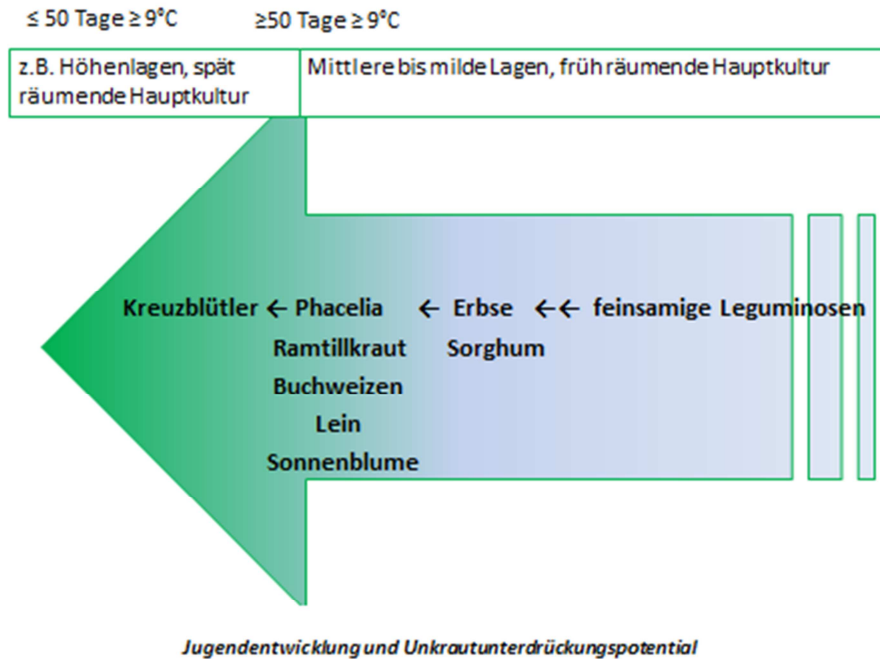 ≤ 50 Tage ≥ 9°C ≥50 Tage ≥ 9°C
z.B. Höhenlagen, spät räumende Hauptkultur
Mittlere bis milde Lagen, früh räumende Hauptkultur
Kreuzblütler ← Phacelia ← Erbse ←← feinsamige Leguminosen
Ramtillkraut Sorghum
Buchweizen
Lein
Sonnenblume
Jugendentwicklung und Unkrautunterdrückungspotential